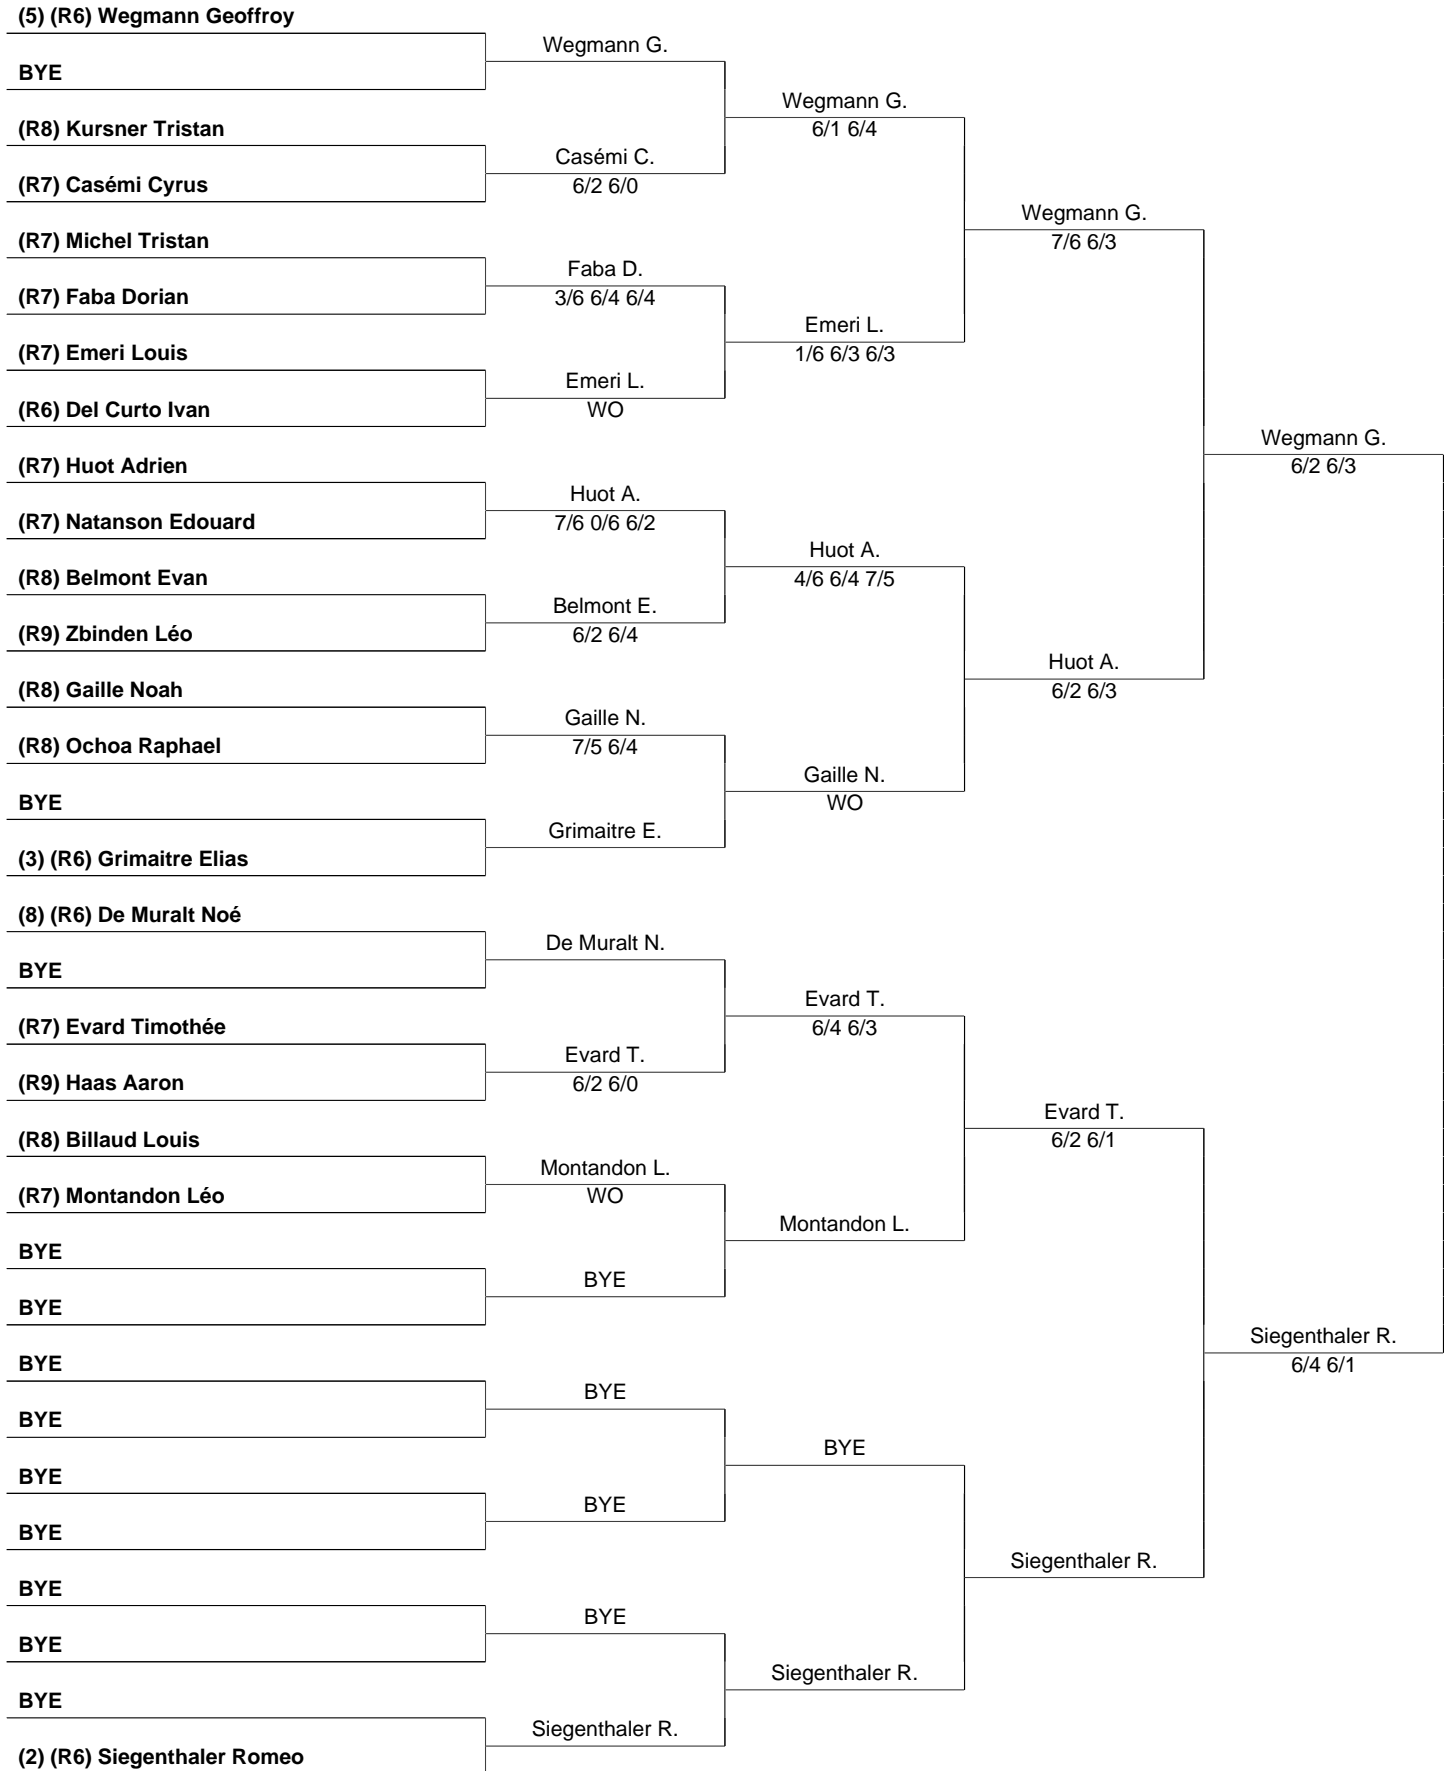 (5) (R6) Wegmann Geoffroy
Wegmann G.
BYE
Wegmann G.
6/1 6/4
(R8) Kursner Tristan
Casémi C.
6/2 6/0
(R7) Casémi Cyrus
Wegmann G.
7/6 6/3
(R7) Michel Tristan
Faba D.
3/6 6/4 6/4
(R7) Faba Dorian
Emeri L.
1/6 6/3 6/3
(R7) Emeri Louis
Emeri L.
WO
(R6) Del Curto Ivan
Wegmann G.
6/2 6/3
(R7) Huot Adrien
Huot A.
7/6 0/6 6/2
(R7) Natanson Edouard
Huot A.
4/6 6/4 7/5
(R8) Belmont Evan
Belmont E.
6/2 6/4
(R9) Zbinden Léo
Huot A.
6/2 6/3
(R8) Gaille Noah
Gaille N.
7/5 6/4
(R8) Ochoa Raphael
Gaille N.
WO
BYE
Grimaitre E.
(3) (R6) Grimaitre Elias
(8) (R6) De Muralt Noé
De Muralt N.
BYE
Evard T.
6/4 6/3
(R7) Evard Timothée
Evard T.
6/2 6/0
(R9) Haas Aaron
Evard T.
6/2 6/1
(R8) Billaud Louis
Montandon L.
WO
(R7) Montandon Léo
Montandon L.
BYE
BYE
BYE
Siegenthaler R.
6/4 6/1
BYE
BYE
BYE
BYE
BYE
BYE
BYE
Siegenthaler R.
BYE
BYE
BYE
Siegenthaler R.
BYE
Siegenthaler R.
(2) (R6) Siegenthaler Romeo